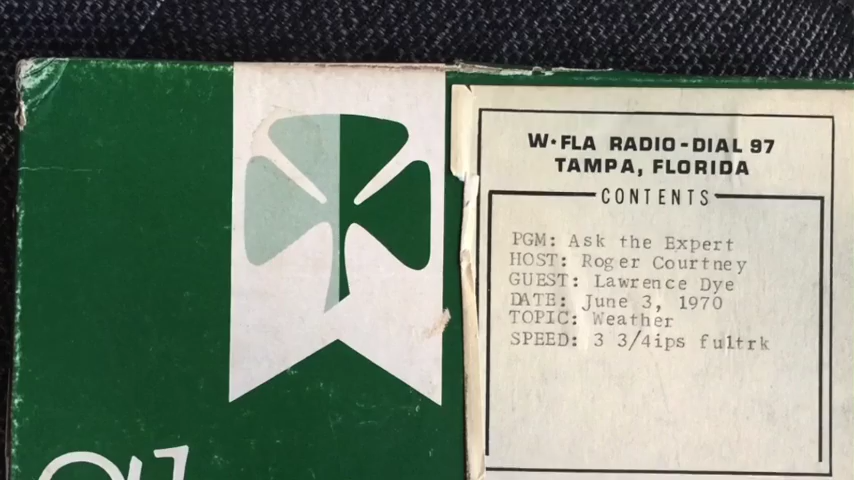 W·FLA RADIO-DIAL 97
TAMPA, FLORIDA
CONTENTS
PGM: Ask the Expert
HOST: Roger Courtney
GUEST: Lawrence Dye
DATE: June 3, 1970
TOPIC: Weather
SPEED: 3 3/4ips fultrk